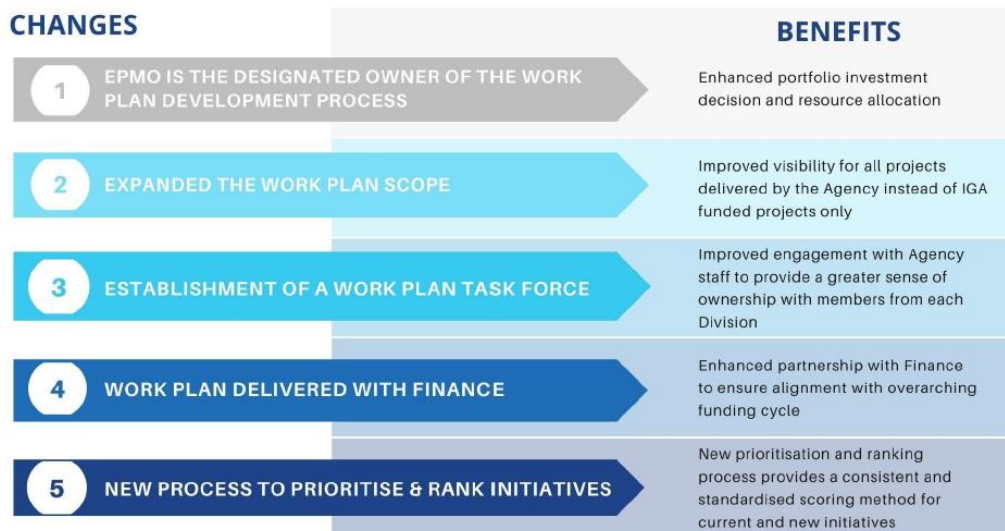 CHANGES
BENEFITS
1
EPMO IS THE DESIGNATED OWNER OF THE WORK
PLAN DEVELOPMENT PROCESS
Enhanced portfolio investment
decision and resource allocation
2
EXPANDED THE WORK PLAN SCOPE
Improved visibility for all projects
delivered by the Agency instead of IGA
funded projects only
3
ESTABLISHMENT OF A WORK PLAN TASK FORCE
Improved engagement with Agency
staff to provide a greater sense of
ownership with members from each
Division
4
WORK PLAN DELIVERED WITH FINANCE
Enhanced partnership with Finance
to ensure alignment with overarching
funding cycle
5
NEW PROCESS TO PRIORITISE & RANK INITIATIVES
New prioritisation and ranking
process provides a consistent and
standardised scoring method for
current and new initiatives